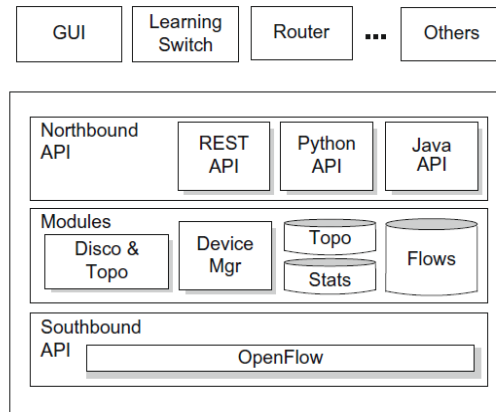 GUI
Learning
Switch
Router
...
Others
Northbound
API
REST
API
Python
API
Java
API
Modules
Disco &
Topo
Device
Mgr
Topo
Stats
Flows
Southbound
API
OpenFlow